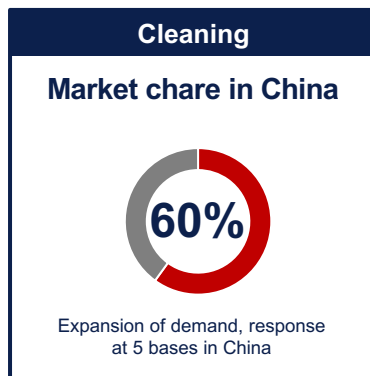 Cleaning
Market chare in China
60%
Expansion of demand, response
at 5 bases in China